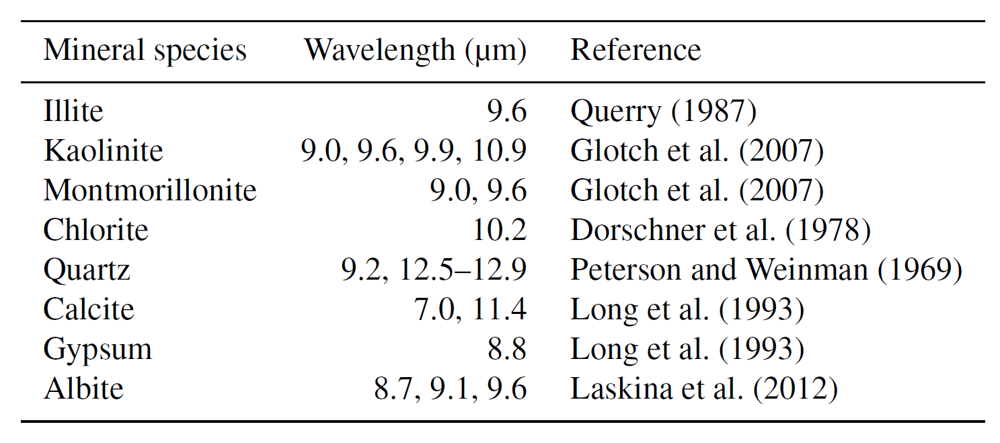 Mineral species Wavelength (μm) Reference
Illite 9.6 Querry (1987)
Kaolinite 9.0, 9.6, 9.9, 10.9 Glotch et al. (2007)
Montmorillonite 9.0, 9.6 Glotch et al. (2007)
Chlorite 10.2 Dorschner et al. (1978)
Quartz 9.2, 12.5–12.9 Peterson and Weinman (1969)
Calcite 7.0, 11.4 Long et al. (1993)
Gypsum 8.8 Long et al. (1993)
Albite 8.7, 9.1, 9.6 Laskina et al. (2012)